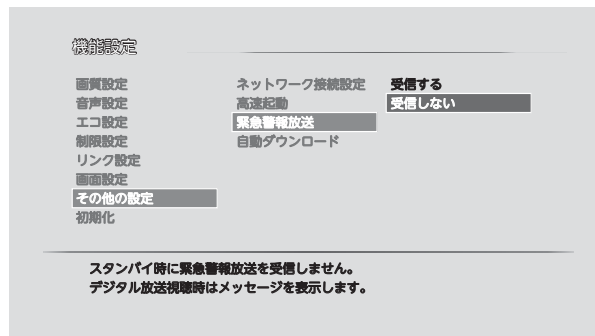 機能設定
画質設定
音声設定
エコ設定
制限設定
リンク設定
画面設定
その他の設定
初期化
ネットワーク接続設定
高速起動
緊急警報放送
自動ダウンロード
受信する
受信しない
スタンバイ時に緊急警報放送を受信しません。
デジタル放送視聴時はメッセージを表示します。